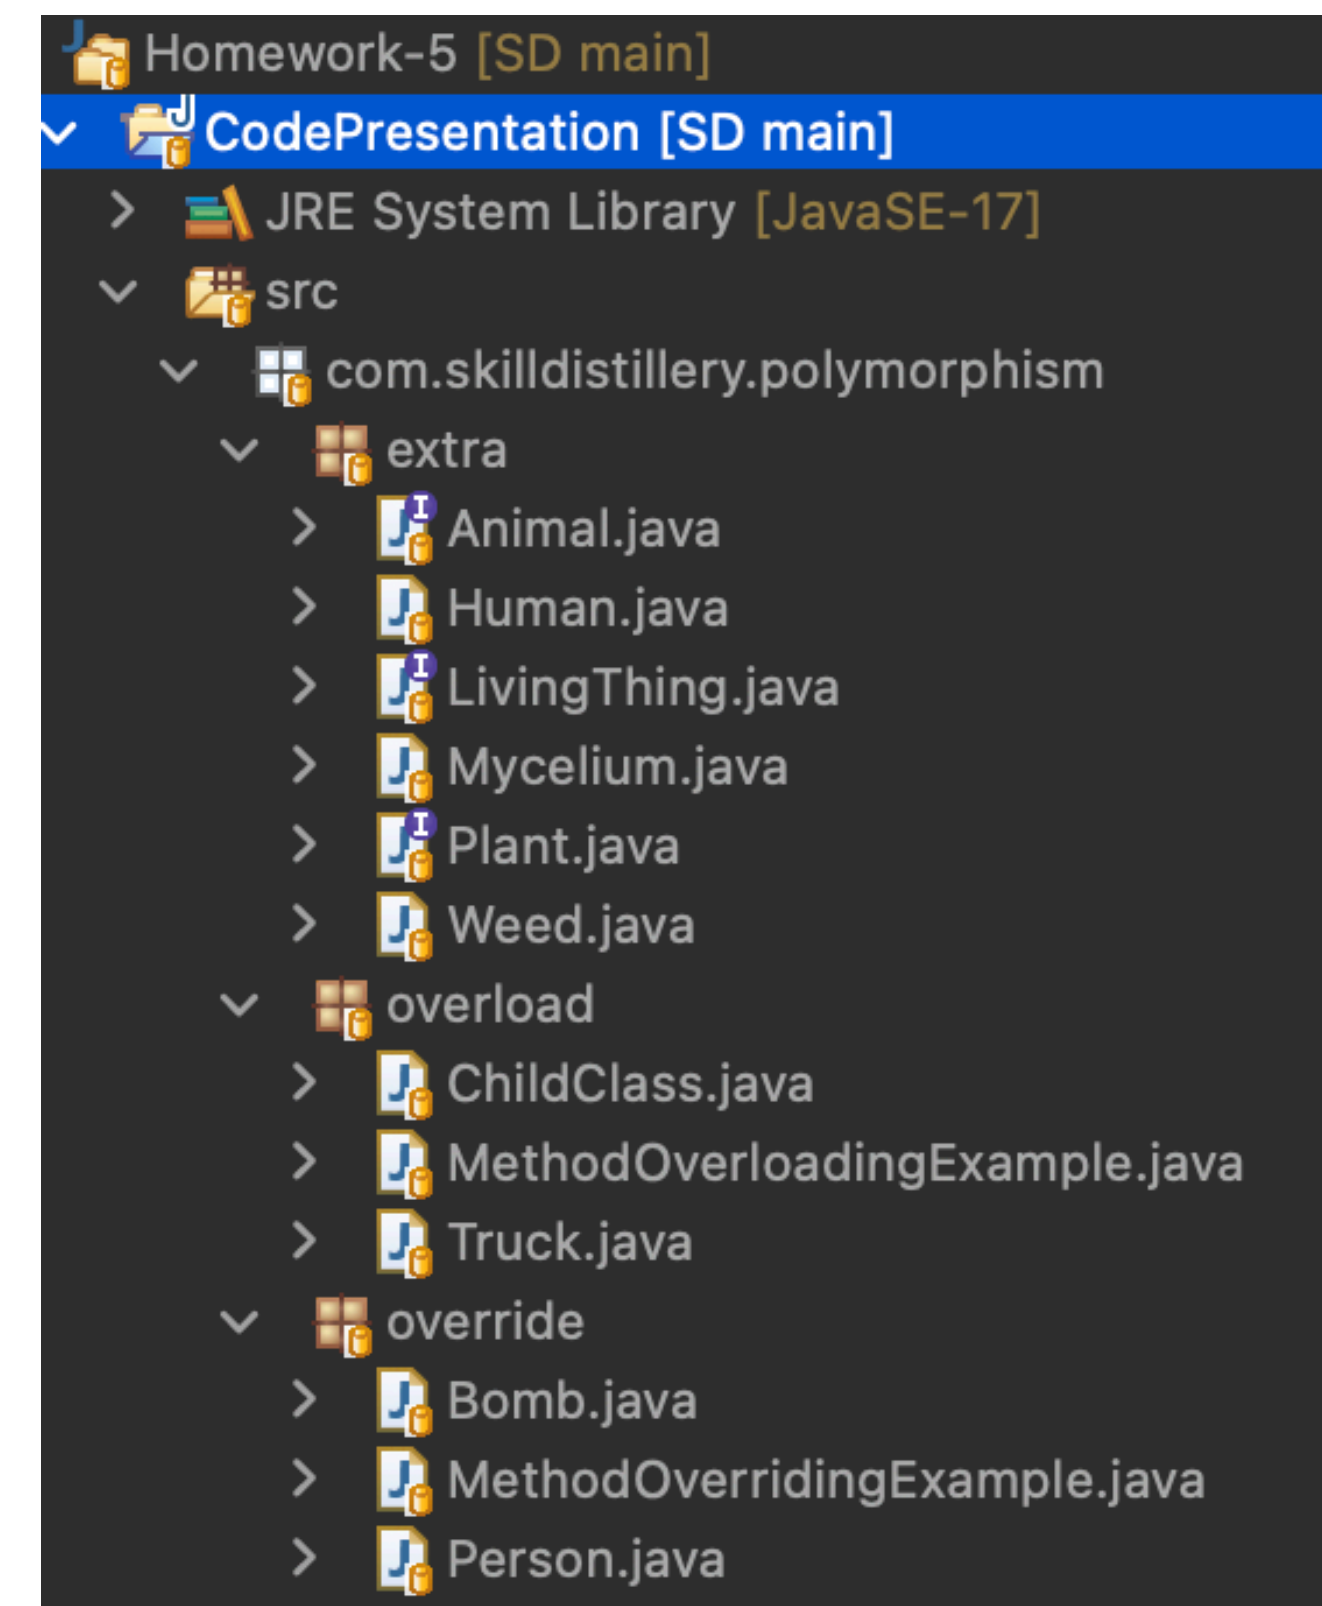 Homework-5 [SD main]
CodePresentation [SD main]
JRE System Library [JavaSE-17]
src
com.skilldistillery.polymorphism
extra
Animal.java
Human.java
LivingThing.java
Mycelium.java
Plant.java
Weed.java
overload
ChildClass.java
MethodOverloadingExample.java
Truck.java
override
Bomb.java
MethodOverridingExample.java
Person.java